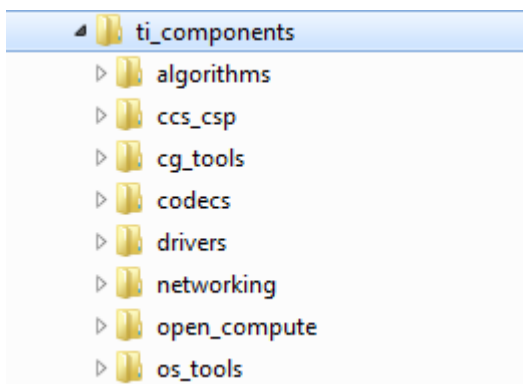 ti_components
algorithms
ccs_csp
cg_tools
codecs
drivers
networking
open_compute
os_tools